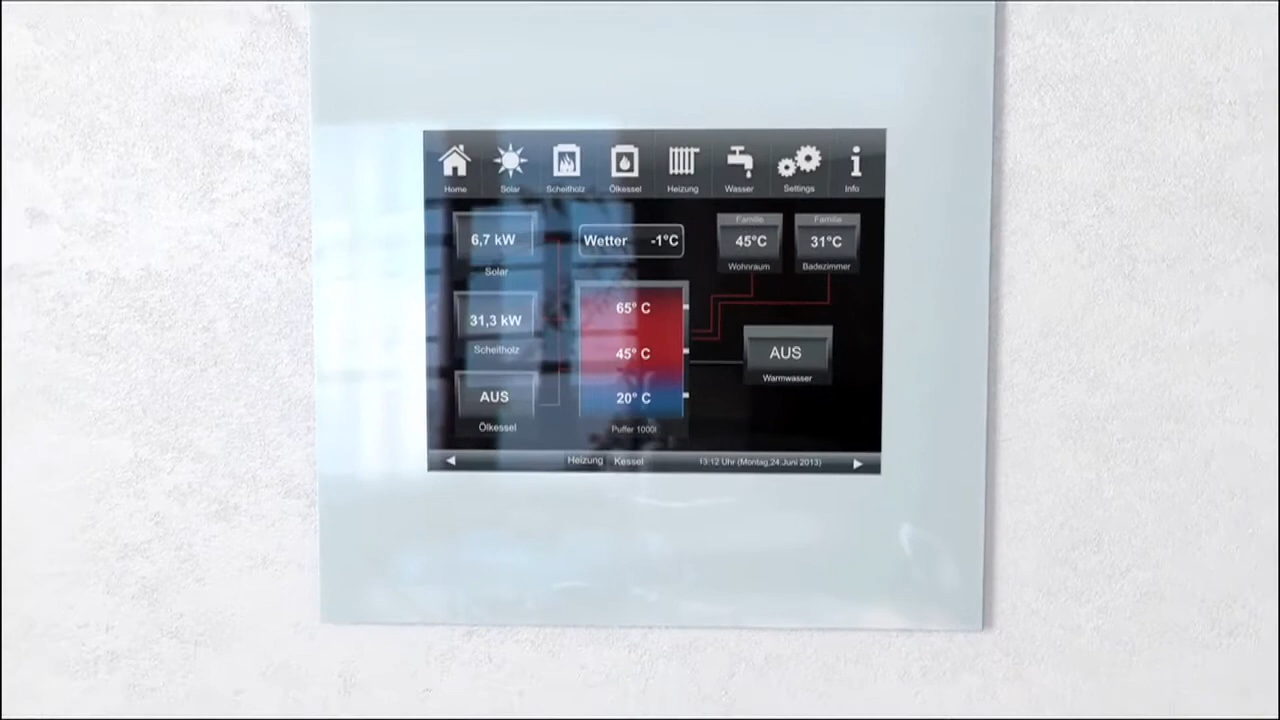 Home Solar Scheitholz Ölkessel Heizung Wasser Settings Info
6,7 kW
Solar
Wetter -1°C
Familie
45°C
Wohnraum
Familie
31°C
Badezimmer
31,3 kW
Scheitholz
65° C
45° C
20° C
Puffer 1000l
AUS
Warmwasser
AUS
Ölkessel
Heizung Kessel 13:12 Uhr (Montag,24.Juni 2013)